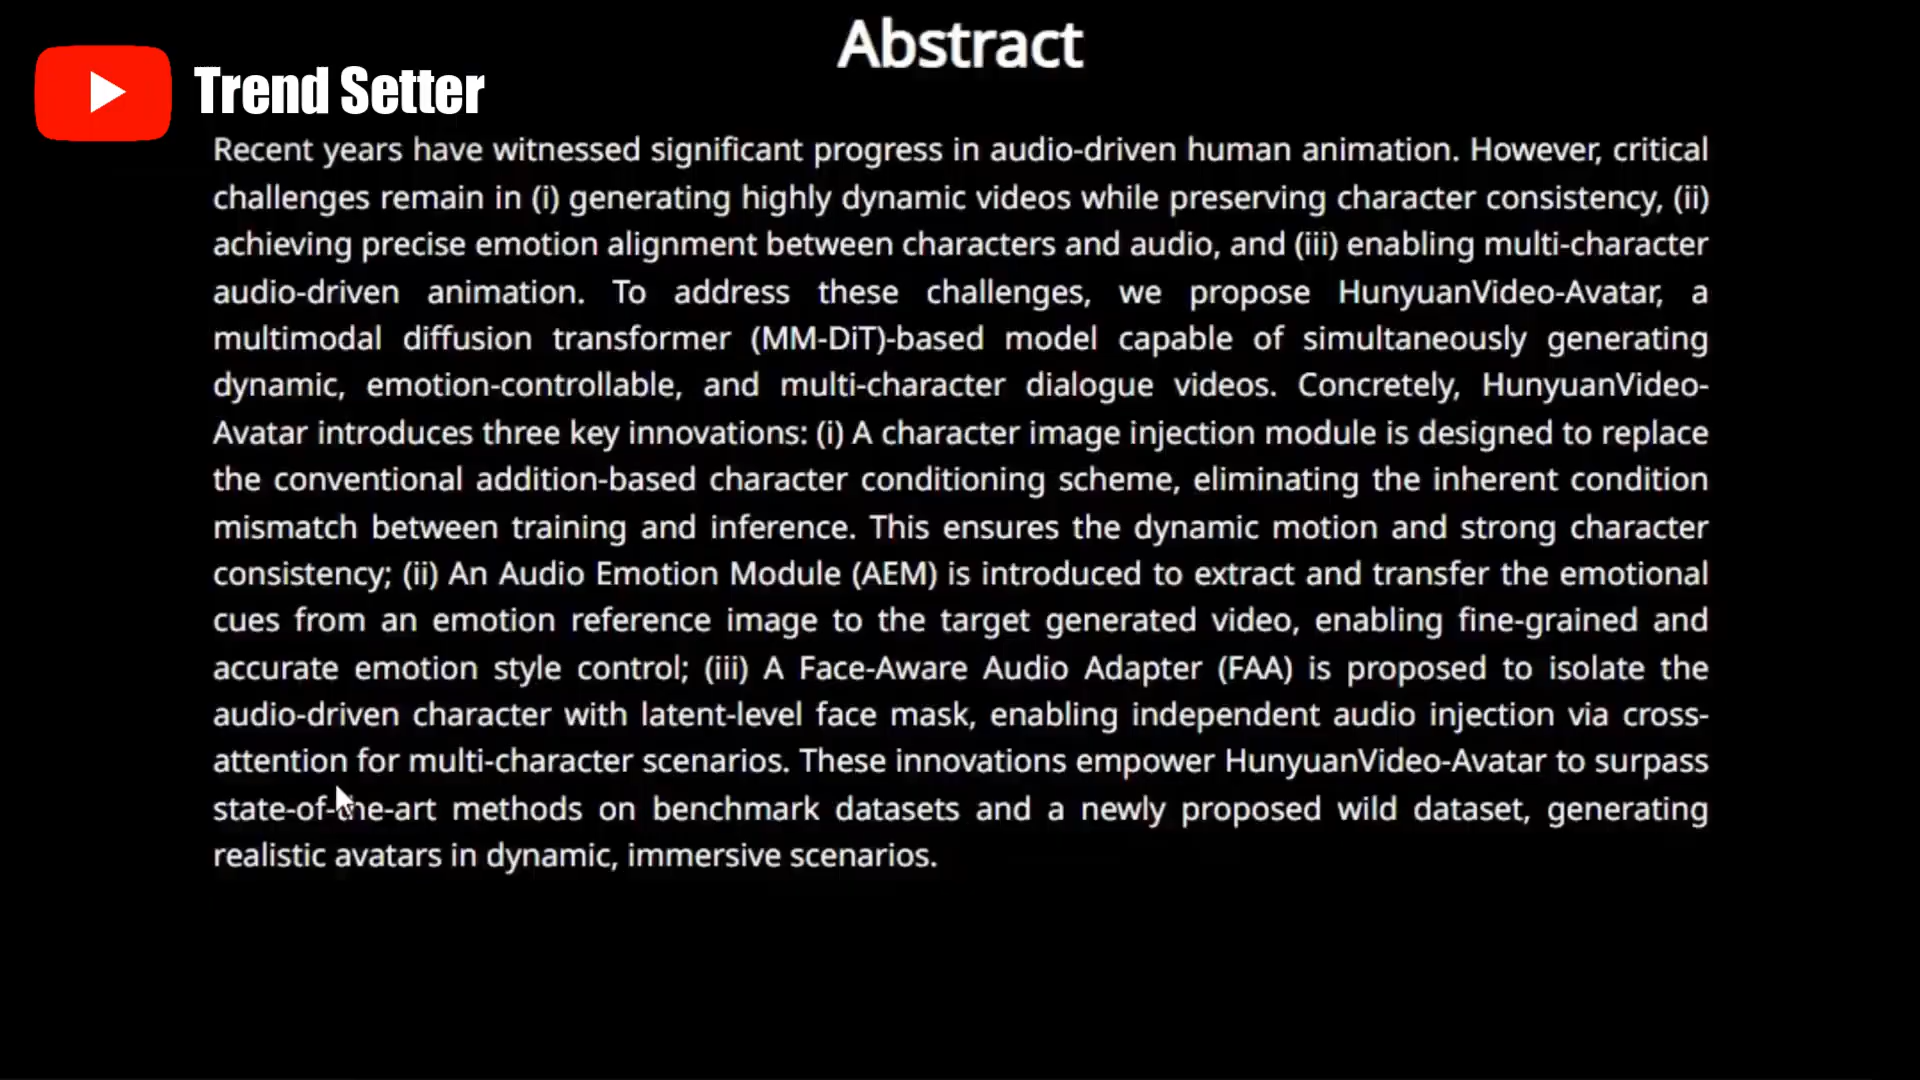 Abstract
Trend Setter
Recent years have witnessed significant progress in audio-driven human animation. However, critical
challenges remain in (i) generating highly dynamic videos while preserving character consistency, (ii)
achieving precise emotion alignment between characters and audio, and (iii) enabling multi-character
audio-driven animation. To address these challenges, we propose HunyuanVideo-Avatar, a
multimodal diffusion transformer (MM-DiT)-based model capable of simultaneously generating
dynamic, emotion-controllable, and multi-character dialogue videos. Concretely, HunyuanVideo-
Avatar introduces three key innovations: (i) A character image injection module is designed to replace
the conventional addition-based character conditioning scheme, eliminating the inherent condition
mismatch between training and inference. This ensures the dynamic motion and strong character
consistency; (ii) An Audio Emotion Module (AEM) is introduced to extract and transfer the emotional
cues from an emotion reference image to the target generated video, enabling fine-grained and
accurate emotion style control; (iii) A Face-Aware Audio Adapter (FAA) is proposed to isolate the
audio-driven character with latent-level face mask, enabling independent audio injection via cross-
attention for multi-character scenarios. These innovations empower HunyuanVideo-Avatar to surpass
state-of-the-art methods on benchmark datasets and a newly proposed wild dataset, generating
realistic avatars in dynamic, immersive scenarios.